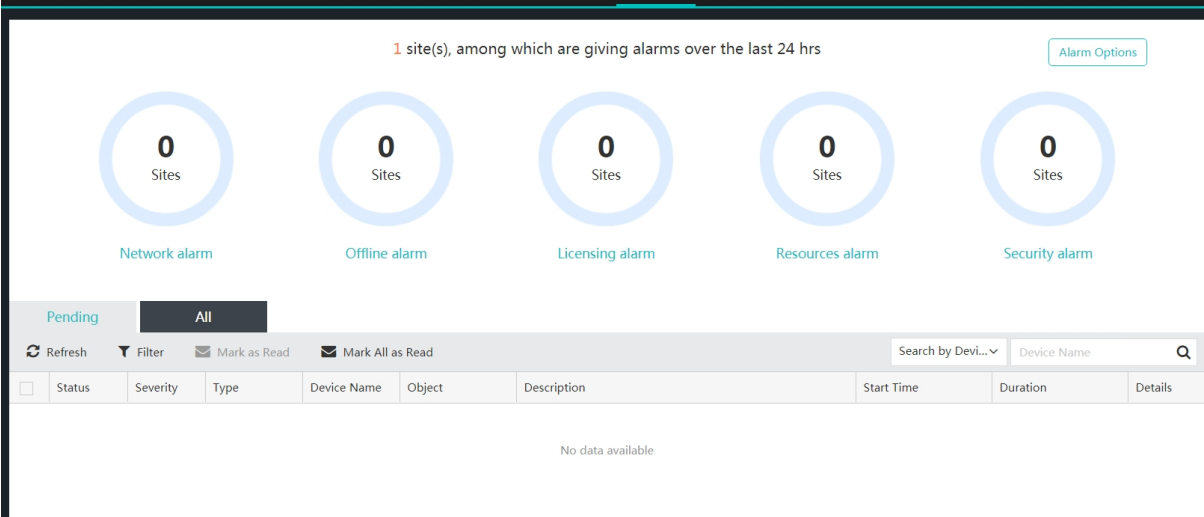 1 site(s), among which are giving alarms over the last 24 hrs
Alarm Options
0 0 0 0 0
Sites Sites Sites Sites Sites
Network alarm Offline alarm Licensing alarm Resources alarm Security alarm
Pending All
Refresh Filter Mark as Read Mark All as Read Search by Devi... Device Name
Status Severity Type Device Name Object Description Start Time Duration Details
No data available